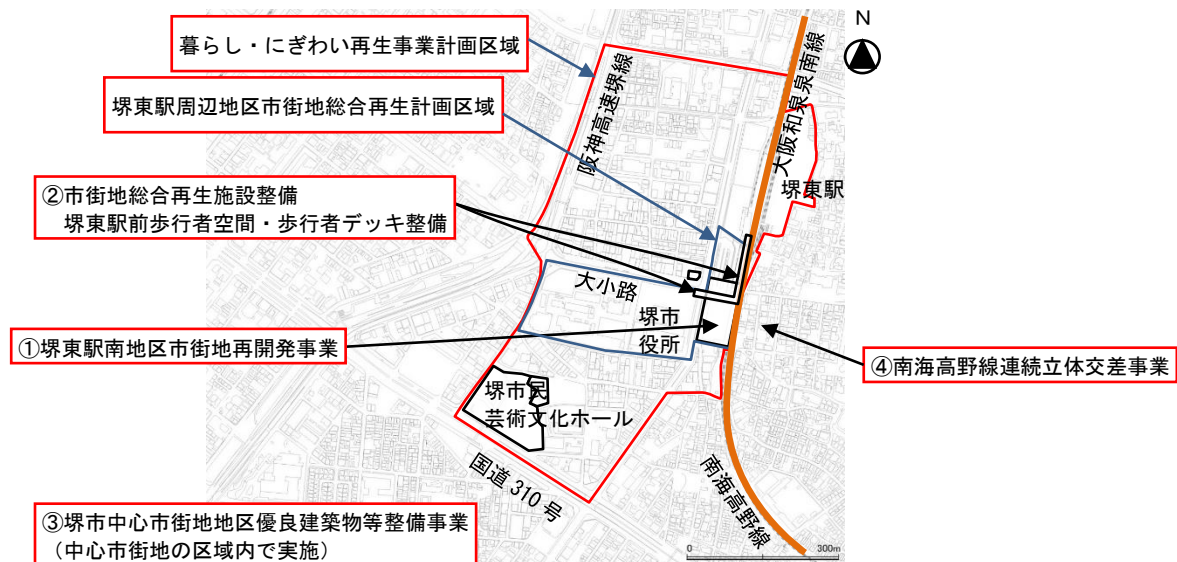 N
暮らし・にぎわい再生事業計画区域
堺東駅周辺地区市街地総合再生計画区域
阪神高速堺線
大阪和泉泉南線
堺東駅
②市街地総合再生施設整備
堺東駅前歩行者空間・歩行者デッキ整備
大小路
堺市
役所
①堺東駅南地区市街地再開発事業
④南海高野線連続立体交差事業
堺市民
芸術文化ホール
国道 310 号
南海高野線
③堺市中心市街地地区優良建築物等整備事業
（中心市街地の区域内で実施）
0 300m